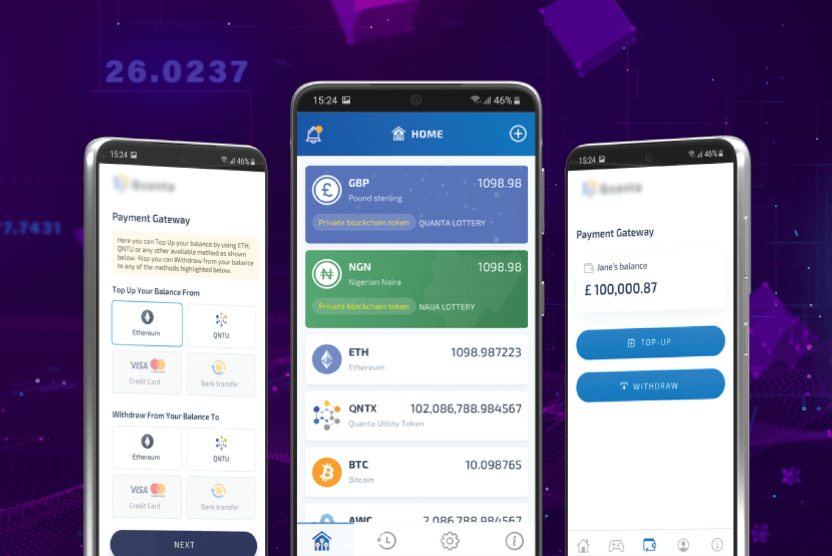 26.0237
77.7431
15:24
46%
Quanta
Payment Gateway
Here you can Top Up your balance by using ETH,
QNTU or any other available method as shown
below. Also you can Withdraw from your balance
to any of the methods highlighted below.
Top Up Your Balance From
Ethereum
QNTU
VISA
Credit Card
Bank transfer
Withdraw From Your Balance To
Ethereum
QNTU
VISA
Credit Card
Bank transfer
NEXT
15:24
46%
HOME
GBP
1098.98
Pound sterling
Private blockchain token
QUANTA LOTTERY
NGN
1098.98
Nigerian Naira
Private blockchain token
NAIJA LOTTERY
ETH
1098.987223
Ethereum
QNTX
102,086,788.984567
Quanta Utility Token
BTC
10.098765
Bitcoin
AWC
2,086,788.984567
15:24
46%
Quanta
Payment Gateway
Jane's balance
£ 100,000.87
TOP-UP
WITHDRAW